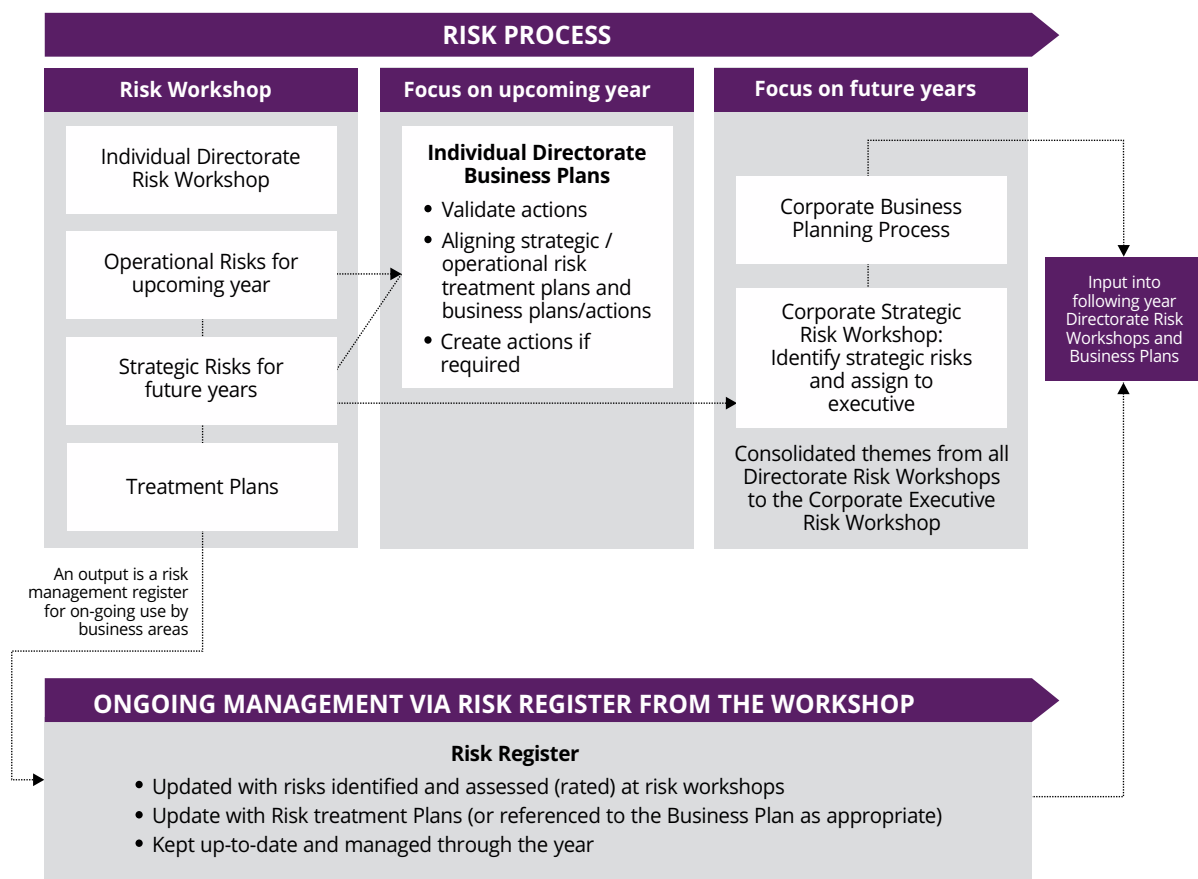 RISK PROCESS
Risk Workshop
Individual Directorate
Risk Workshop
Operational Risks for
upcoming year
Strategic Risks for
future years
Treatment Plans
An output is a risk
management register
for on-going use by
business areas
Focus on upcoming year
Individual Directorate
Business Plans
• Validate actions
• Aligning strategic /
operational risk
treatment plans and
business plans/actions
• Create actions if
required
Focus on future years
Corporate Business
Planning Process
Corporate Strategic
Risk Workshop:
Identify strategic risks
and assign to
executive
Consolidated themes from all
Directorate Risk Workshops
to the Corporate Executive
Risk Workshop
Input into
following year
Directorate Risk
Workshops and
Business Plans
ONGOING MANAGEMENT VIA RISK REGISTER FROM THE WORKSHOP
Risk Register
• Updated with risks identified and assessed (rated) at risk workshops
• Update with Risk treatment Plans (or referenced to the Business Plan as appropriate)
• Kept up-to-date and managed through the year